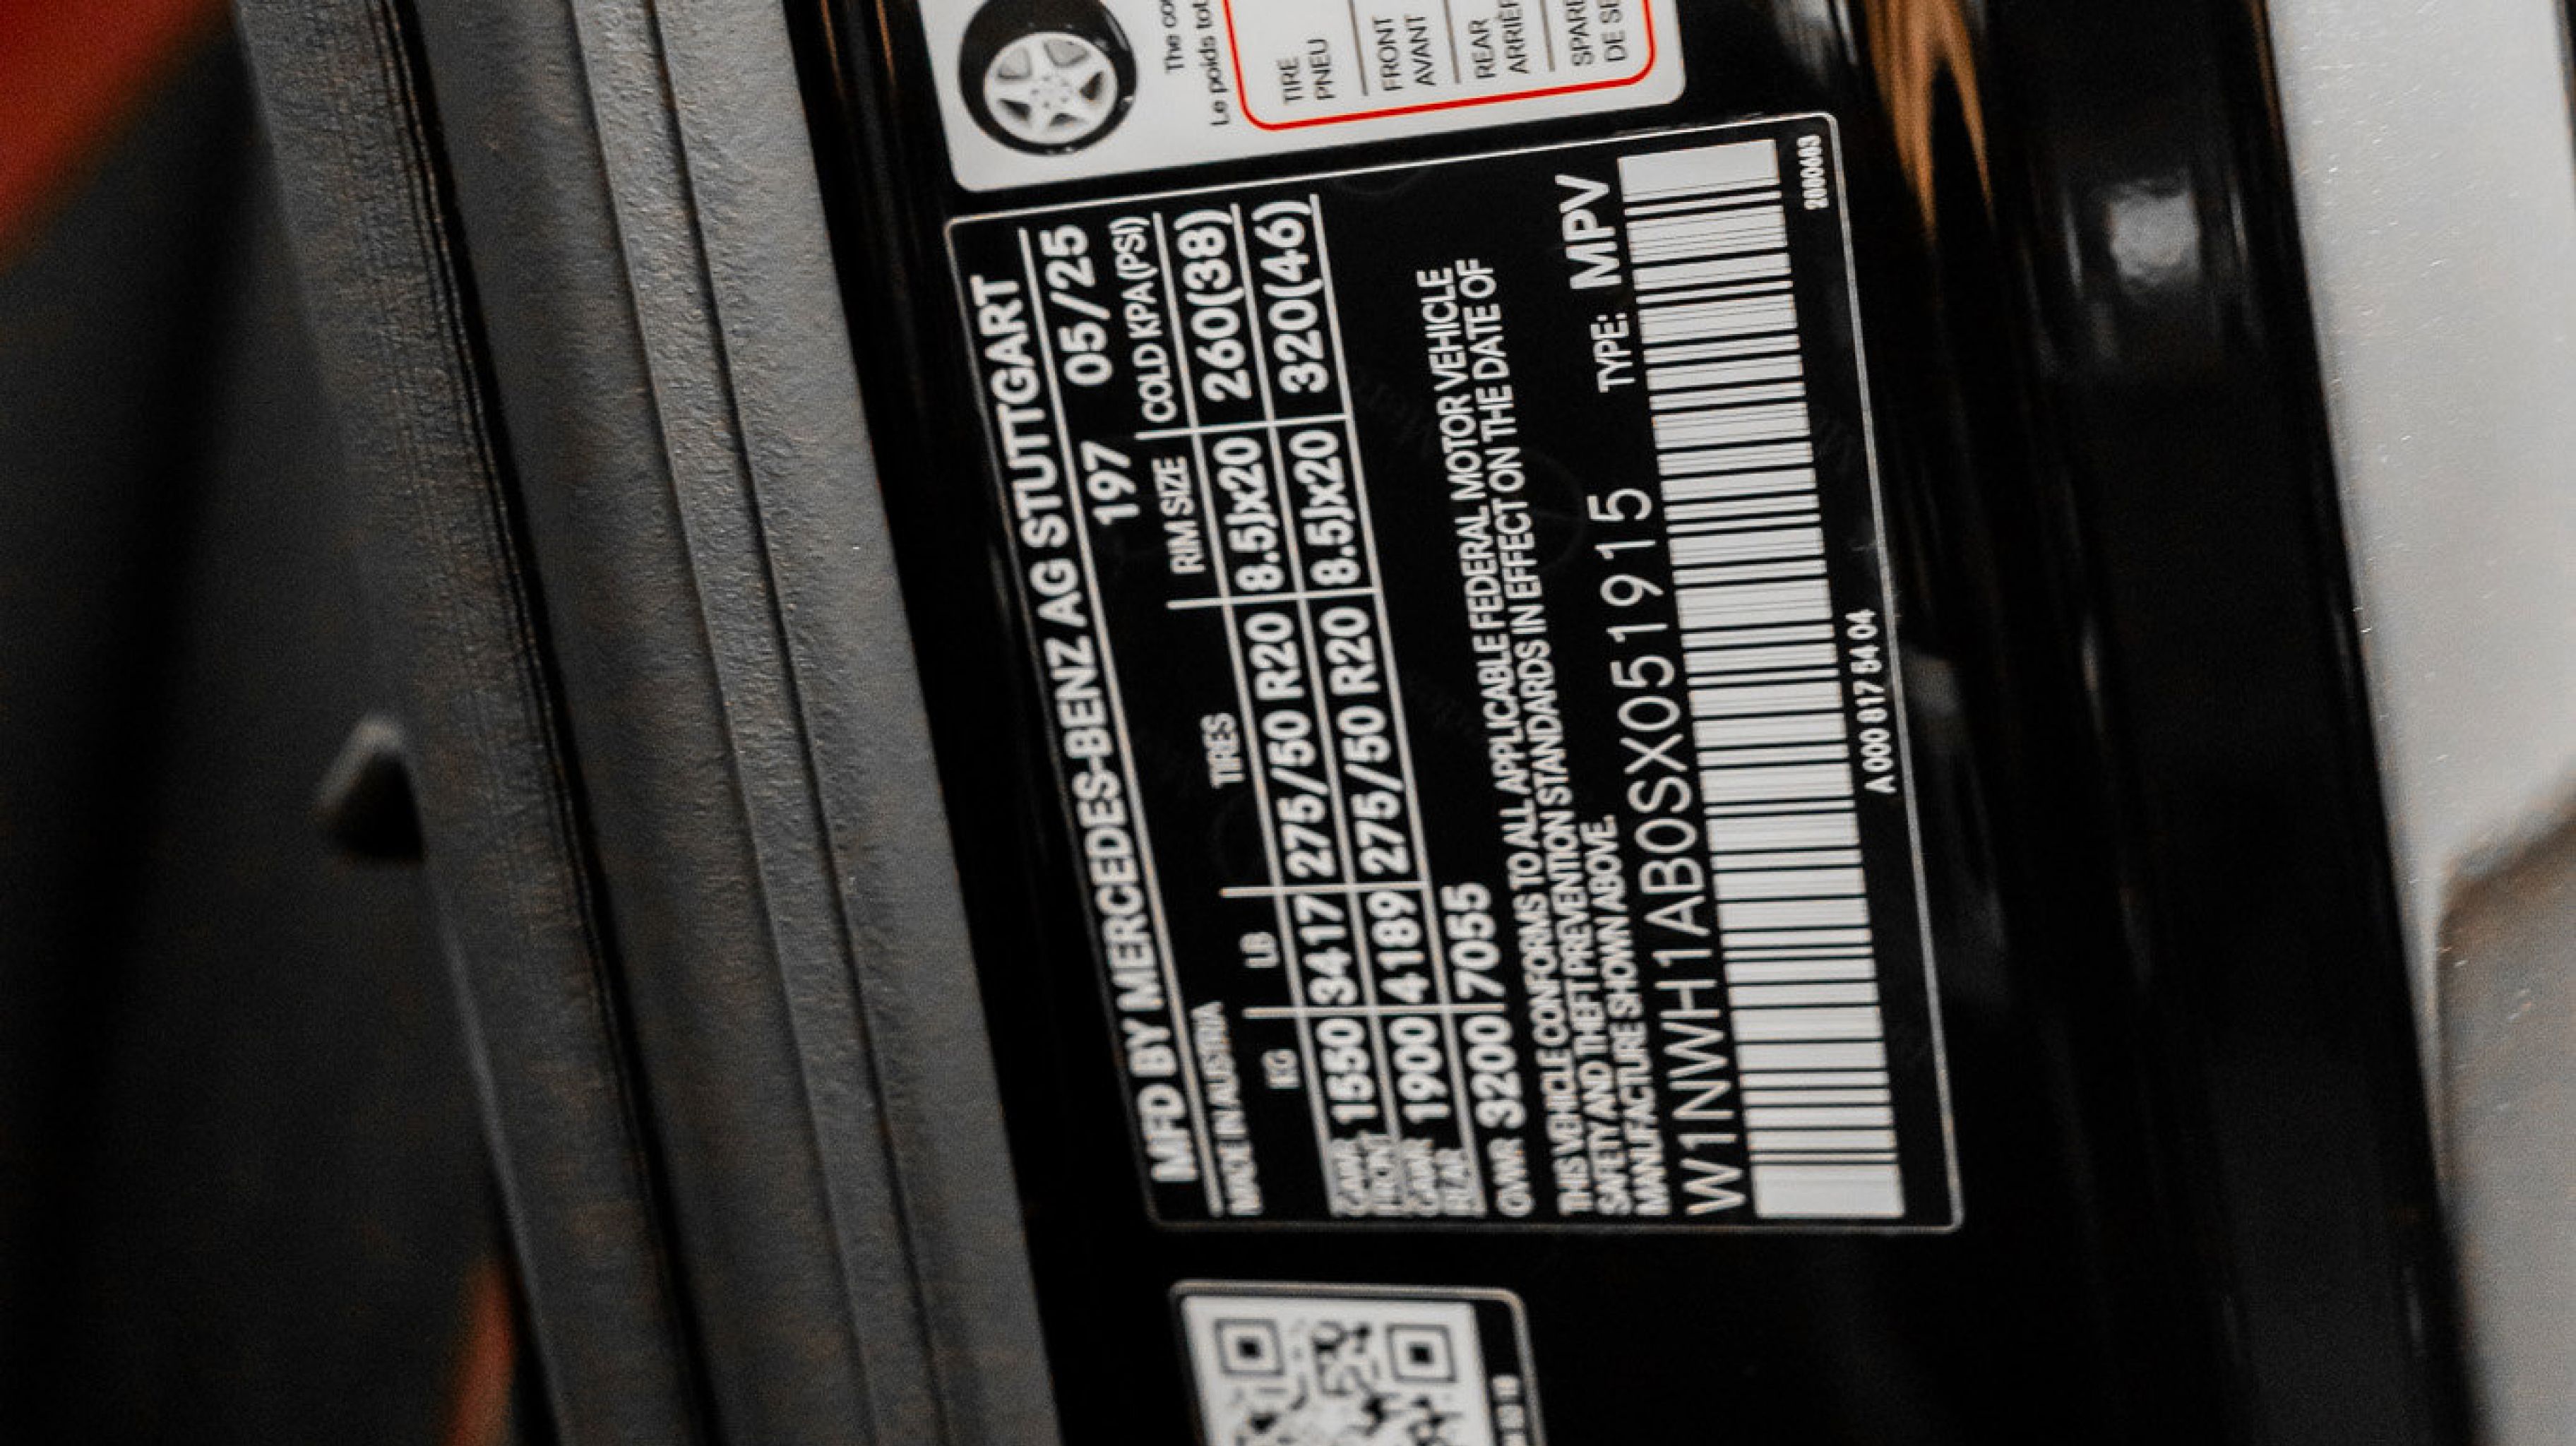 The co
Le poids tot
TIRE
PNEU
FRONT
AVANT
REAR
ARRIÈR
SPARE
DE SE
MFD BY MERCEDES-BENZ AG STUTTGART
MADE IN AUSTRIA 197 05/25
KG LB TIRES RIM SIZE COLD KPA (PSI)
GAWR FRONT 1550 3417 275/50 R20 8.5Jx20 260(38)
GAWR REAR 1900 4189 275/50 R20 8.5Jx20 320(46)
GVWR 3200 7055
THIS VEHICLE CONFORMS TO ALL APPLICABLE FEDERAL MOTOR VEHICLE
SAFETY AND THEFT PREVENTION STANDARDS IN EFFECT ON THE DATE OF
MANUFACTURE SHOWN ABOVE.
W1NWH1AB0SX051915 TYPE: MPV
A 000 817 54 04